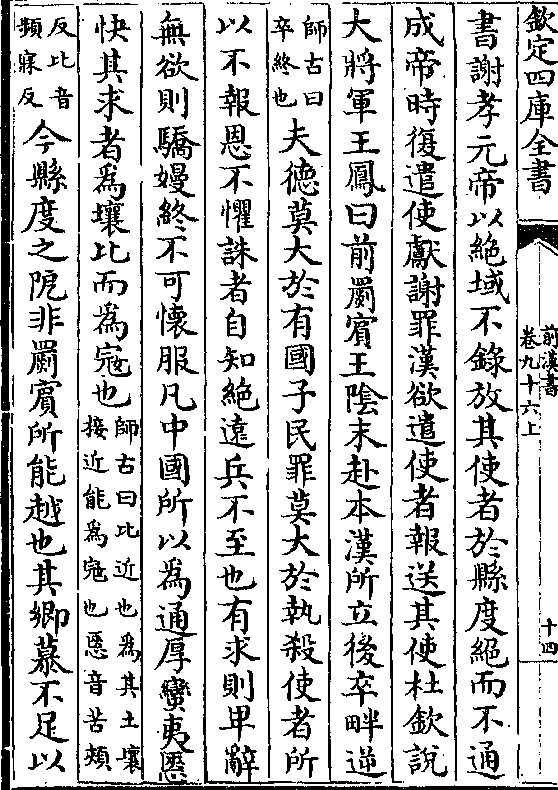 欽定四庫全書
前漢書
卷九十六上
十四
書謝孝元帝以絶域不錄放其使者於縣度絶而不通
成帝時復遣使獻謝罪漢欲遣使者報送其使杜欽說
大將軍王鳳曰前罽賓王隂末赴本漢所立後卒畔逆
師古曰
卒終也
夫徳莫大於有國子民罪莫大於執殺使者所
以不報恩不懼誅者自知絶遠兵不至也有求則卑辭
無欲則驕嫚終不可懷服凡中國所以為通厚蠻夷㥦
快其求者為壤比而為寇也
師古曰比近也為其土壤
接近能為寇也㥦音苦頰
反比音
頻寐反
今縣度之阸非罽賓所能越也其鄉慕不足以